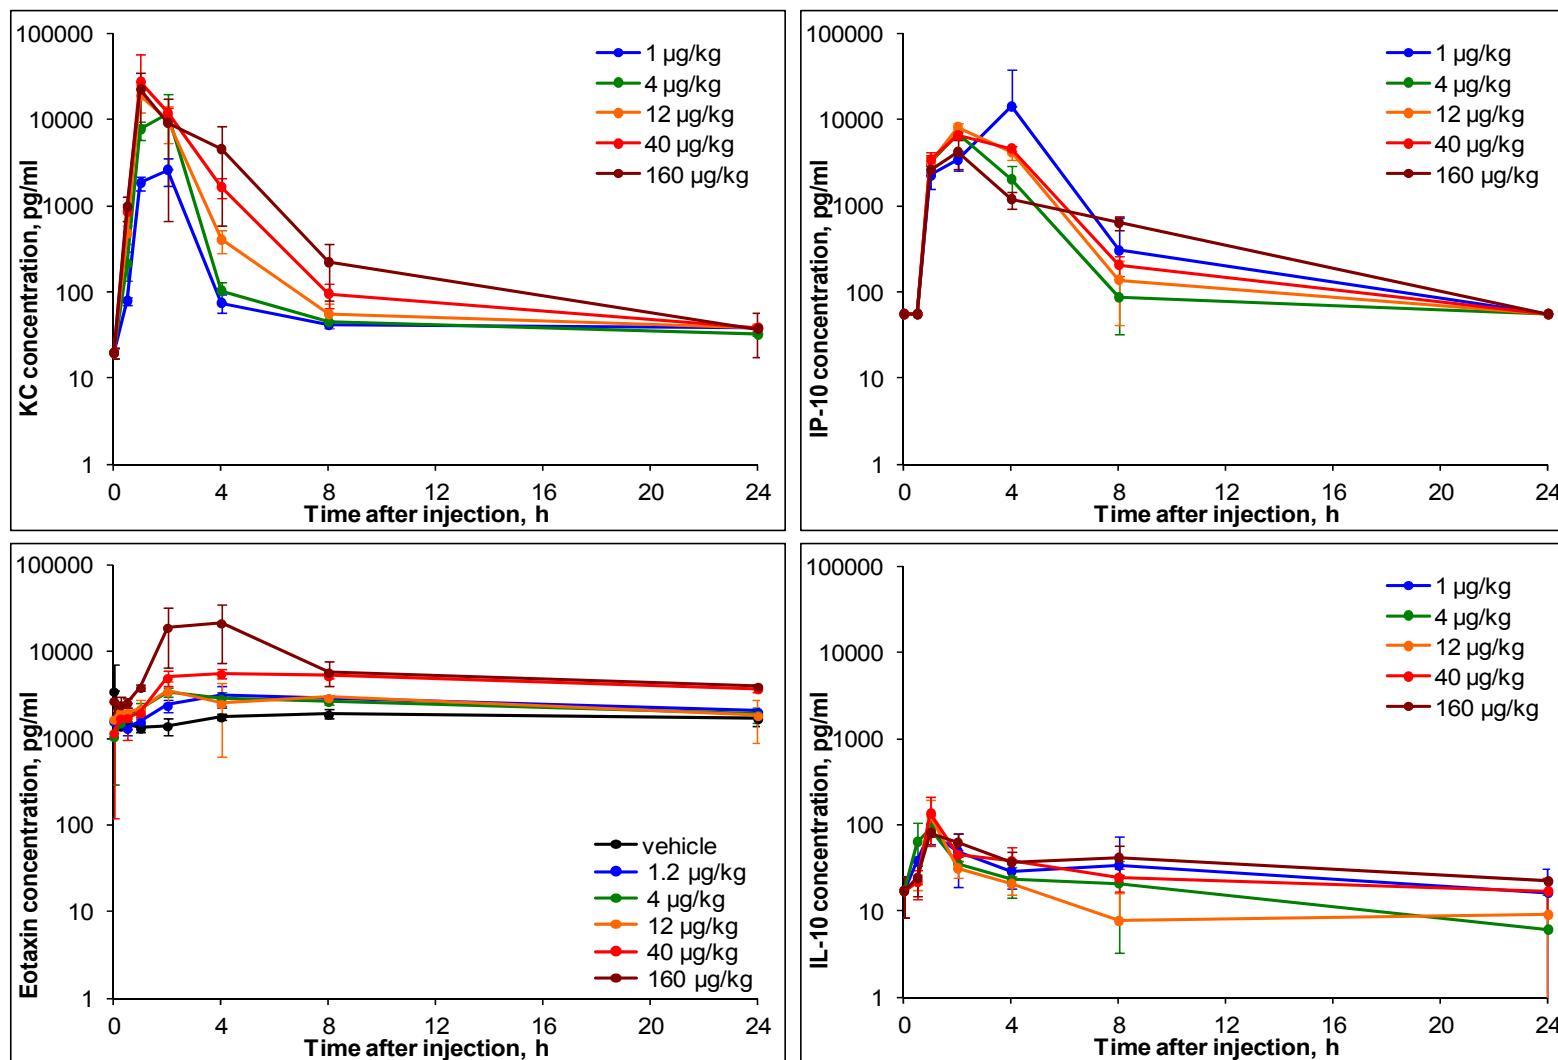 KC concentration, pg/ml
100000
10000
1000
100
10
1
0
4
8
12
16
20
24
Time after injection, h
1 µg/kg
4 µg/kg
12 µg/kg
40 µg/kg
160 µg/kg
IP-10 concentration, pg/ml
100000
10000
1000
100
10
1
0
4
8
12
16
20
24
Time after injection, h
1 µg/kg
4 µg/kg
12 µg/kg
40 µg/kg
160 µg/kg
Eotaxin concentration, pg/ml
100000
10000
1000
100
10
1
0
4
8
12
16
20
24
Time after injection, h
vehicle
1.2 µg/kg
4 µg/kg
12 µg/kg
40 µg/kg
160 µg/kg
IL-10 concentration, pg/ml
100000
10000
1000
100
10
1
0
4
8
12
16
20
24
Time after injection, h
1 µg/kg
4 µg/kg
12 µg/kg
40 µg/kg
160 µg/kg